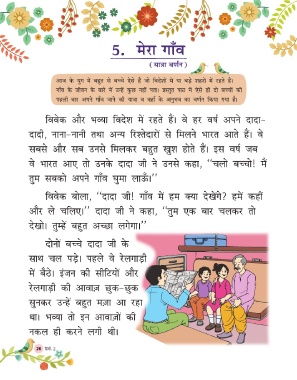 5. मेरा गाँव
( यात्रा वर्णन )
आज के युग में बहुत से बच्चे ऐसे हैं जो विदेशों में या बड़े शहरों में रहते हैं।
गाँव के जीवन के बारे में उन्हें कुछ नहीं पता। प्रस्तुत पाठ में ऐसे ही दो बच्चों की
पहली बार अपने गाँव जाने की यात्रा व वहाँ के अनुभव का वर्णन किया गया है।
विवेक और भव्या विदेश में रहते हैं। वे हर वर्ष अपने दादा-
दादी, नाना-नानी तथा अन्य रिश्तेदारों से मिलने भारत आते हैं। वे
सबसे और सब उनसे मिलकर बहुत खुश होते हैं। इस वर्ष जब
वे भारत आए तो उनके दादा जी ने उनसे कहा, ''चलो बच्चो! मैं
तुम सबको अपने गाँव घुमा लाऊँ।''
विवेक बोला, ''दादा जी! गाँव में हम क्या देखेंगे? हमें कहीं
और ले चलिए।'' दादा जी ने कहा, ''तुम एक बार चलकर तो
देखो। तुम्हें बहुत अच्छा लगेगा।''
दोनों बच्चे दादा जी के
साथ चल पड़े। पहले वे रेलगाड़ी
में बैठे। इंजन की सीटियों और
रेलगाड़ी की आवाज़ छुक-छुक
सुनकर उन्हें बहुत मज़ा आ रहा
था। भव्या तो इन आवाज़ों की
नकल ही करने लगी थी।